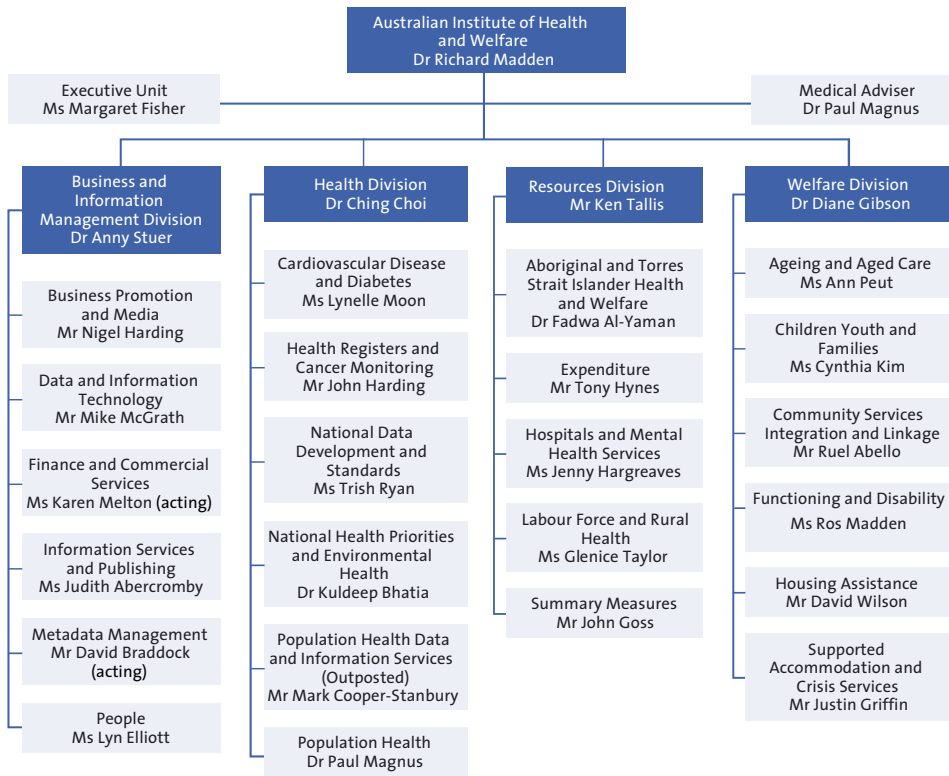 Australian Institute of Health
and Welfare
Dr Richard Madden
Executive Unit
Ms Margaret Fisher
Medical Adviser
Dr Paul Magnus
Business and
Information
Management Division
Dr Anny Stuer
Business Promotion
and Media
Mr Nigel Harding
Data and Information
Technology
Mr Mike McGrath
Finance and Commercial
Services
Ms Karen Melton (acting)
Information Services
and Publishing
Ms Judith Abercromby
Metadata Management
Mr David Braddock
(acting)
People
Ms Lyn Elliott
Health Division
Dr Ching Choi
Cardiovascular Disease
and Diabetes
Ms Lynelle Moon
Health Registers and
Cancer Monitoring
Mr John Harding
National Data
Development and
Standards
Ms Trish Ryan
National Health Priorities
and Environmental
Health
Dr Kuldeep Bhatia
Population Health Data
and Information Services
(Outposted)
Mr Mark Cooper-Stanbury
Population Health
Dr Paul Magnus
Resources Division
Mr Ken Tallis
Aboriginal and Torres
Strait Islander Health
and Welfare
Dr Fadwa Al-Yaman
Expenditure
Mr Tony Hynes
Hospitals and Mental
Health Services
Ms Jenny Hargreaves
Labour Force and Rural
Health
Ms Glenice Taylor
Summary Measures
Mr John Goss
Welfare Division
Dr Diane Gibson
Ageing and Aged Care
Ms Ann Peut
Children Youth and
Families
Ms Cynthia Kim
Community Services
Integration and Linkage
Mr Ruel Abello
Functioning and Disability
Ms Ros Madden
Housing Assistance
Mr David Wilson
Supported
Accommodation and
Crisis Services
Mr Justin Griffin